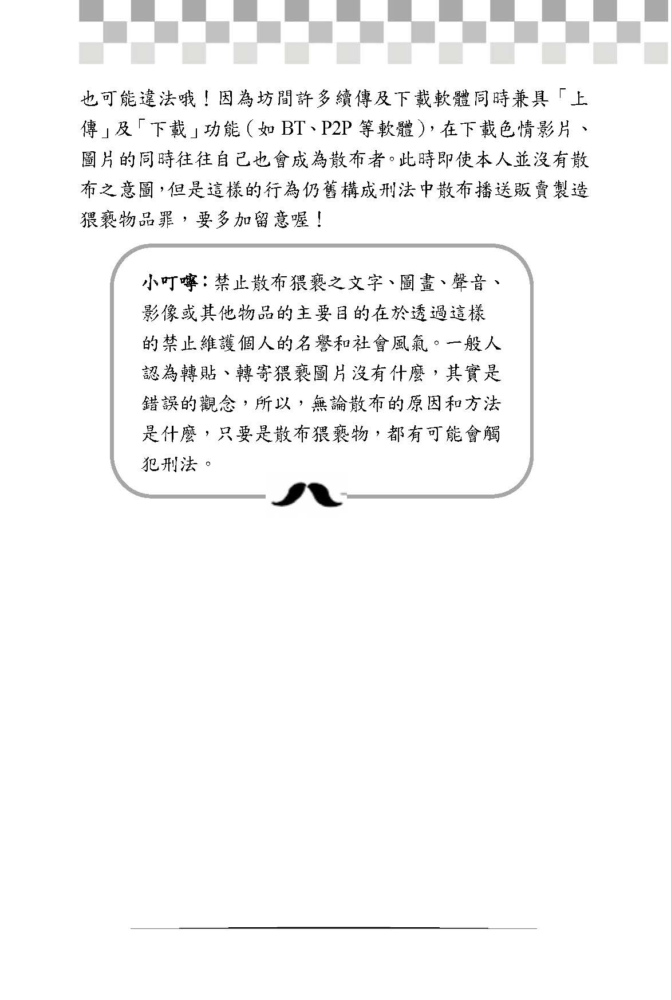 也可能違法哦！因為坊間許多續傳及下載軟體同時兼具「上
傳」及「下載」功能（如 BT、P2P 等軟體），在下載色情影片、
圖片的同時往往自己也會成為散布者。此時即使本人並沒有散
布之意圖，但是這樣的行為仍舊構成刑法中散布播送販賣製造
猥褻物品罪，要多加留意喔！
小叮嚀：禁止散布猥褻之文字、圖畫、聲音、
影像或其他物品的主要目的在於透過這樣
的禁止維護個人的名譽和社會風氣。一般人
認為轉貼、轉寄猥褻圖片沒有什麼，其實是
錯誤的觀念，所以，無論散布的原因和方法
是什麼，只要是散布猥褻物，都有可能會觸
犯刑法。